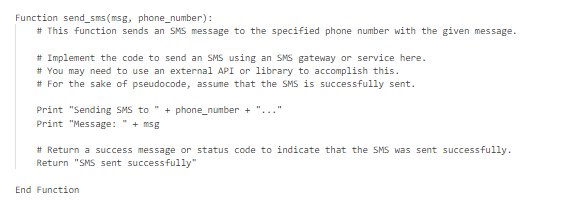 Function send_sms(msg, phone_number):
# This function sends an SMS message to the specified phone number with the given message.
# Implement the code to send an SMS using an SMS gateway or service here.
# You may need to use an external API or library to accomplish this.
# For the sake of pseudocode, assume that the SMS is successfully sent.
Print "Sending SMS to " + phone_number + "..."
Print "Message: " + msg
# Return a success message or status code to indicate that the SMS was sent successfully.
Return "SMS sent successfully"
End Function